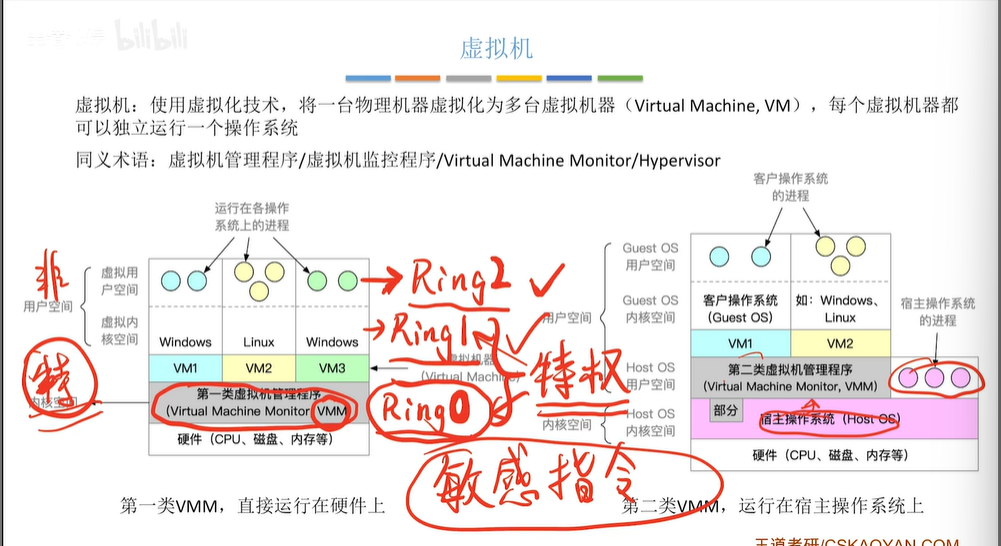 bilibili
虚拟机
虚拟机：使用虚拟化技术，将一台物理机器虚拟化为多台虚拟机器（Virtual Machine, VM），每个虚拟机器都
可以独立运行一个操作系统
同义术语：虚拟机管理程序/虚拟机监控程序/Virtual Machine Monitor/Hypervisor
运行在各操作
系统上的进程
非
用户空间
虚拟用
户空间
虚拟内
核空间
Windows
Linux
Windows
VM1
VM2
VM3
特
内核空间
第一类虚拟机管理程序
(Virtual Machine Monitor, VMM)
硬件（CPU、磁盘、内存等）
第一类VMM，直接运行在硬件上
Ring2
Ring1
Ring0
特权
敏感指令
虚拟机器
(Virtual Machine)
客户操作系统
的进程
用户空间
Guest OS
用户空间
Guest OS
内核空间
Host OS
用户空间
内核空间
Host OS
内核空间
客户操作系统
(Guest OS)
如：Windows、
Linux
VM1
VM2
宿主操作系统
的进程
第二类虚拟机管理程序
(Virtual Machine Monitor, VMM)
部分
宿主操作系统（Host OS）
硬件（CPU、磁盘、内存等）
第二类VMM，运行在宿主操作系统上
王道考研/CSKAOYAN.COM